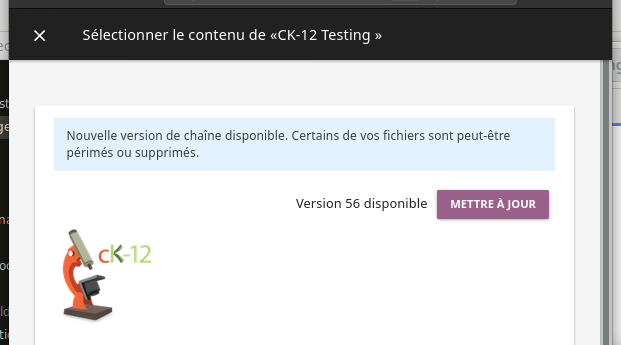 Sélectionner le contenu de «CK-12 Testing »
Nouvelle version de chaîne disponible. Certains de vos fichiers sont peut-être
périmés ou supprimés.
Version 56 disponible
METTRE À JOUR
cK-12